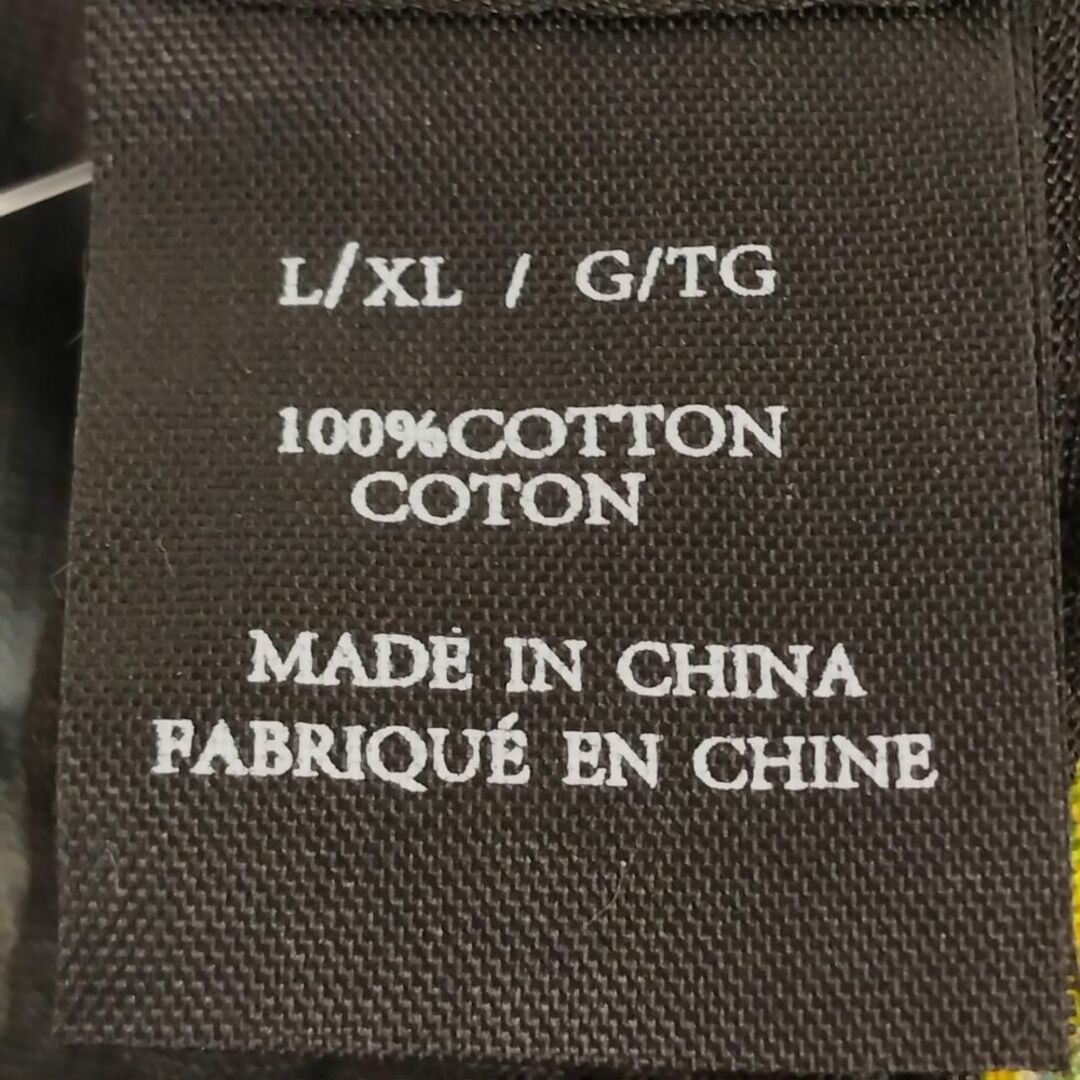 L/XL / G/TG
100%COTTON
COTON
MADE IN CHINA
FABRIQUÉ EN CHINE